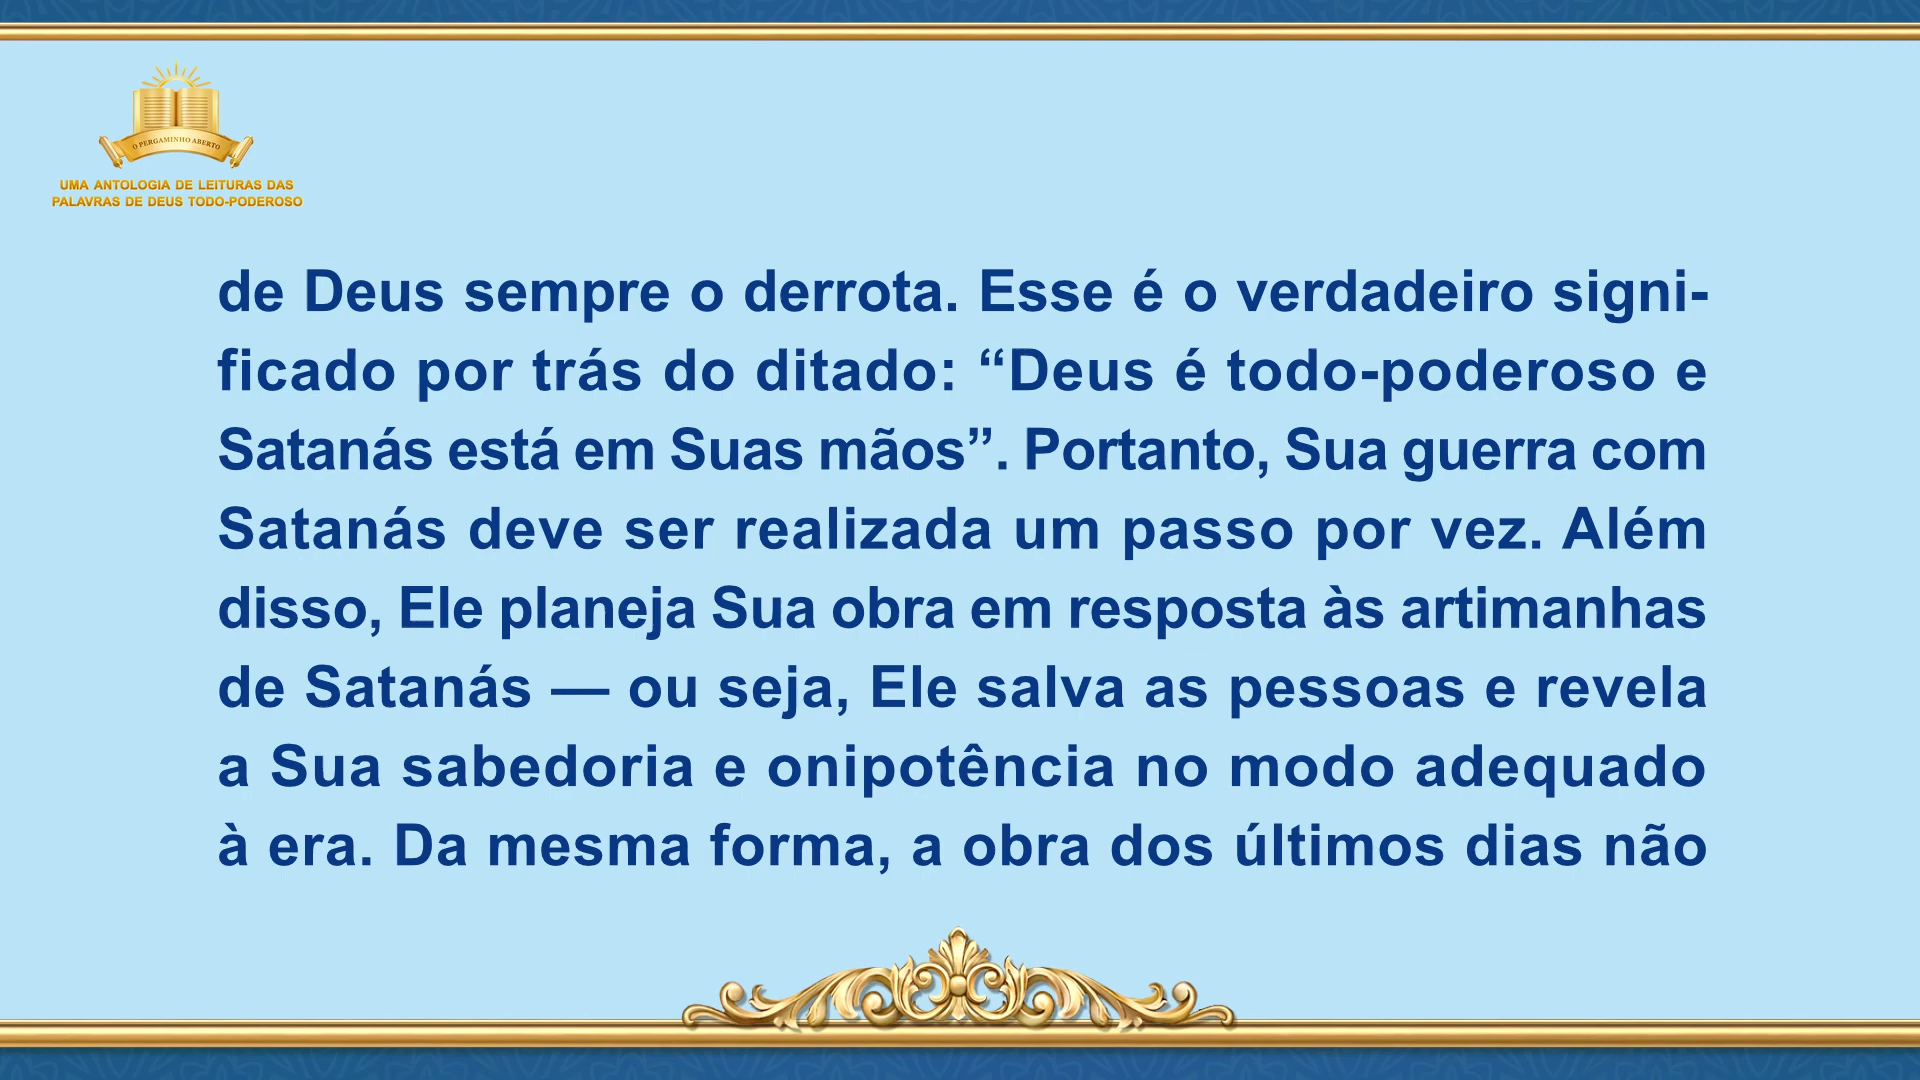 O PERGAMINHO ABERTO
UMA ANTOLOGIA DE LEITURAS DAS
PALAVRAS DE DEUS TODO-PODEROSO
de Deus sempre o derrota. Esse é o verdadeiro signi-
ficado por trás do ditado: “Deus é todo-poderoso e
Satanás está em Suas mãos”. Portanto, Sua guerra com
Satanás deve ser realizada um passo por vez. Além
disso, Ele planeja Sua obra em resposta às artimanhas
de Satanás — ou seja, Ele salva as pessoas e revela
a Sua sabedoria e onipotência no modo adequado
à era. Da mesma forma, a obra dos últimos dias não